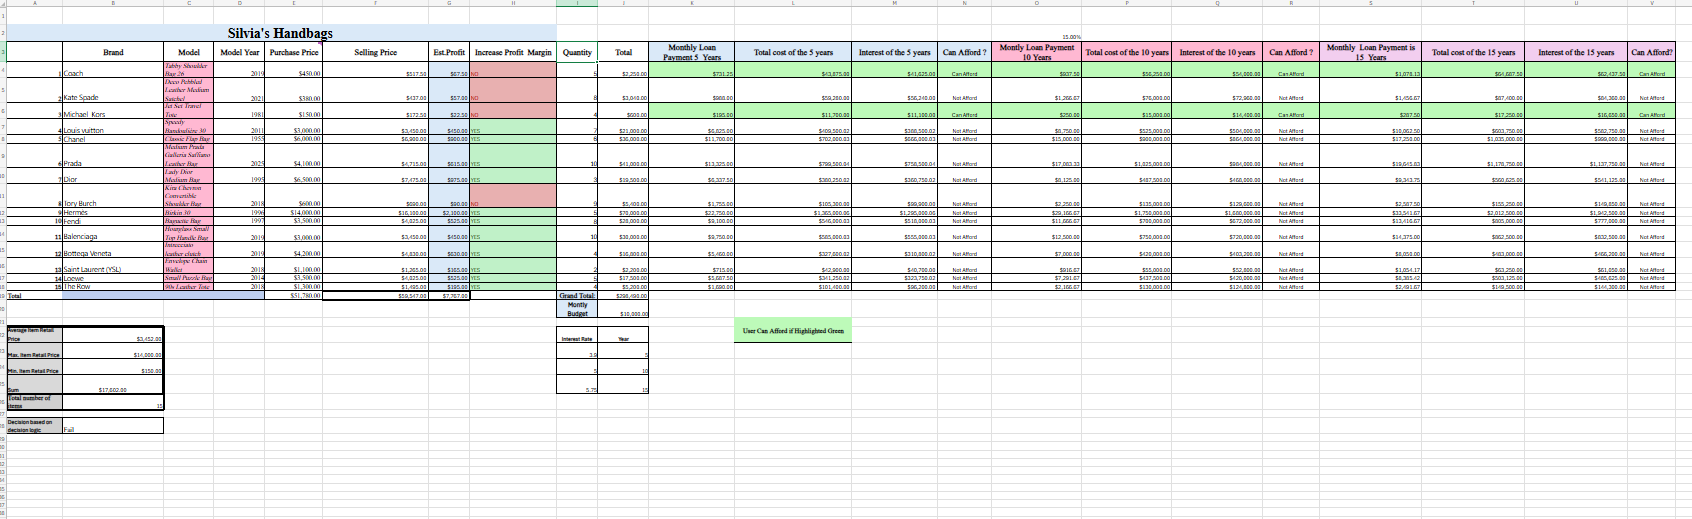 A B C D E F G H I J K L M N O P Q R S T U V
Silvia's Handbags
15.00%
Brand Model Model Year Purchase Price Selling Price Est.Profit Increase Profit Margin Quantity Total Monthly Loan Payment 5 Years Total cost of the 5 years Interest of the 5 years Can Afford ? Montly Loan Payment 10 Years Total cost of the 10 years Interest of the 10 years Can Afford ? Monthly Loan Payment is 15 Years Total cost of the 15 years Interest of the 15 years Can Afford?
1 Coach Tabby Shoulder Bag 26 2019 $450.00 $517.50 $67.50 NO 5 $2,250.00 $731.25 $43,875.00 $41,625.00 Can Afford $937.50 $56,250.00 $54,000.00 Can Afford $1,078.13 $64,687.50 $62,437.50 Can Afford
2 Kate Spade Deco Pebbled Leather Medium Satchel 2021 $380.00 $437.00 $57.00 NO 8 $3,040.00 $988.00 $59,280.00 $56,240.00 Not Afford $1,266.67 $76,000.00 $72,960.00 Not Afford $1,456.67 $87,400.00 $84,360.00 Not Afford
3 Michael Kors Jet Set Travel Tote 1981 $150.00 $172.50 $22.50 NO 4 $600.00 $195.00 $11,700.00 $11,100.00 Can Afford $250.00 $15,000.00 $14,400.00 Can Afford $287.50 $17,250.00 $16,650.00 Can Afford
4 Louis vuitton Speedy Bandoulière 30 2011 $3,000.00 $3,450.00 $450.00 YES 7 $21,000.00 $6,825.00 $409,500.02 $388,500.02 Not Afford $8,750.00 $525,000.00 $504,000.00 Not Afford $10,062.50 $603,750.00 $582,750.00 Not Afford
5 Chanel Classic Flap Bag 1955 $6,000.00 $6,900.00 $900.00 YES 6 $36,000.00 $11,700.00 $702,000.03 $666,000.03 Not Afford $15,000.00 $900,000.00 $864,000.00 Not Afford $17,250.00 $1,035,000.00 $999,000.00 Not Afford
6 Prada Medium Prada Galleria Saffiano Leather Bag 2025 $4,100.00 $4,715.00 $615.00 YES 10 $41,000.00 $13,325.00 $799,500.04 $758,500.04 Not Afford $17,083.33 $1,025,000.00 $984,000.00 Not Afford $19,645.83 $1,178,750.00 $1,137,750.00 Not Afford
7 Dior Lady Dior Medium Bag 1995 $6,500.00 $7,475.00 $975.00 YES 3 $19,500.00 $6,337.50 $380,250.02 $360,750.02 Not Afford $8,125.00 $487,500.00 $468,000.00 Not Afford $9,343.75 $560,625.00 $541,125.00 Not Afford
8 Tory Burch Kira Chevron Convertible Shoulder Bag 2018 $600.00 $690.00 $90.00 NO 9 $5,400.00 $1,755.00 $105,300.00 $99,900.00 Not Afford $2,250.00 $135,000.00 $129,600.00 Not Afford $2,587.50 $155,250.00 $149,850.00 Not Afford
9 Hermès Birkin 30 1996 $14,000.00 $16,100.00 $2,100.00 YES 5 $70,000.00 $22,750.00 $1,365,000.06 $1,295,000.06 Not Afford $29,166.67 $1,750,000.00 $1,680,000.00 Not Afford $33,541.67 $2,012,500.00 $1,942,500.00 Not Afford
10 Fendi Baguette Bag 1997 $3,500.00 $4,025.00 $525.00 YES 8 $28,000.00 $9,100.00 $546,000.03 $518,000.03 Not Afford $11,666.67 $700,000.00 $672,000.00 Not Afford $13,416.67 $805,000.00 $777,000.00 Not Afford
11 Balenciaga Hourglass Small Top Handle Bag 2019 $3,000.00 $3,450.00 $450.00 YES 10 $30,000.00 $9,750.00 $585,000.03 $555,000.03 Not Afford $12,500.00 $750,000.00 $720,000.00 Not Afford $14,375.00 $862,500.00 $832,500.00 Not Afford
12 Bottega Veneta Intrecciato leather clutch 2019 $4,200.00 $4,830.00 $630.00 YES 4 $16,800.00 $5,460.00 $327,600.02 $310,800.02 Not Afford $7,000.00 $420,000.00 $403,200.00 Not Afford $8,050.00 $483,000.00 $466,200.00 Not Afford
13 Saint Laurent (YSL) Envelope Chain Wallet 2018 $1,100.00 $1,265.00 $165.00 YES 2 $2,200.00 $715.00 $42,900.00 $40,700.00 Not Afford $916.67 $55,000.00 $52,800.00 Not Afford $1,054.17 $63,250.00 $61,050.00 Not Afford
14 Loewe Small Puzzle Bag 2014 $3,500.00 $4,025.00 $525.00 YES 5 $17,500.00 $5,687.50 $341,250.02 $323,750.02 Not Afford $7,291.67 $437,500.00 $420,000.00 Not Afford $8,385.42 $503,125.00 $485,625.00 Not Afford
15 The Row 90s Leather Tote 2018 $1,300.00 $1,495.00 $195.00 YES 4 $5,200.00 $1,690.00 $101,400.00 $96,200.00 Not Afford $2,166.67 $130,000.00 $124,800.00 Not Afford $2,491.67 $149,500.00 $144,300.00 Not Afford
Total $51,780.00 $59,547.00 $7,767.00 Grand Total: $298,490.00
Montly Budget $10,000.00
User Can Afford if Highlighted Green
Average Item Retail Price $3,452.00
Max. Item Retail Price $14,000.00
Min. Item Retail Price $150.00
Sum $17,602.00
Total number of items 15
Decision based on decision logic Fail
Interest Rate Year
3.9 5
5 10
5.75 15